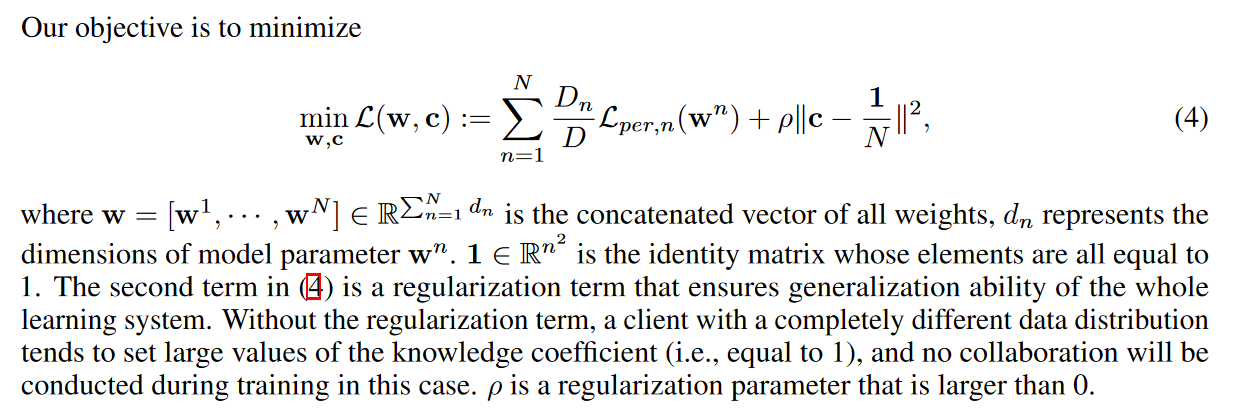 Our objective is to minimize
\min_{\mathbf{w},\mathbf{c}} \mathcal{L}(\mathbf{w}, \mathbf{c}) := \sum_{n=1}^{N} \frac{D_n}{D} \mathcal{L}_{per,n}(\mathbf{w}^n) + \rho \| \mathbf{c} - \frac{\mathbf{1}}{N} \|^2, (4)
where \mathbf{w} = [\mathbf{w}^1, \cdots, \mathbf{w}^N] \in \mathbb{R}^{\sum_{n=1}^{N} d_n} is the concatenated vector of all weights, d_n represents the
dimensions of model parameter \mathbf{w}^n. \mathbf{1} \in \mathbb{R}^{n^2} is the identity matrix whose elements are all equal to
1. The second term in (4) is a regularization term that ensures generalization ability of the whole
learning system. Without the regularization term, a client with a completely different data distribution
tends to set large values of the knowledge coefficient (i.e., equal to 1), and no collaboration will be
conducted during training in this case. \rho is a regularization parameter that is larger than 0.